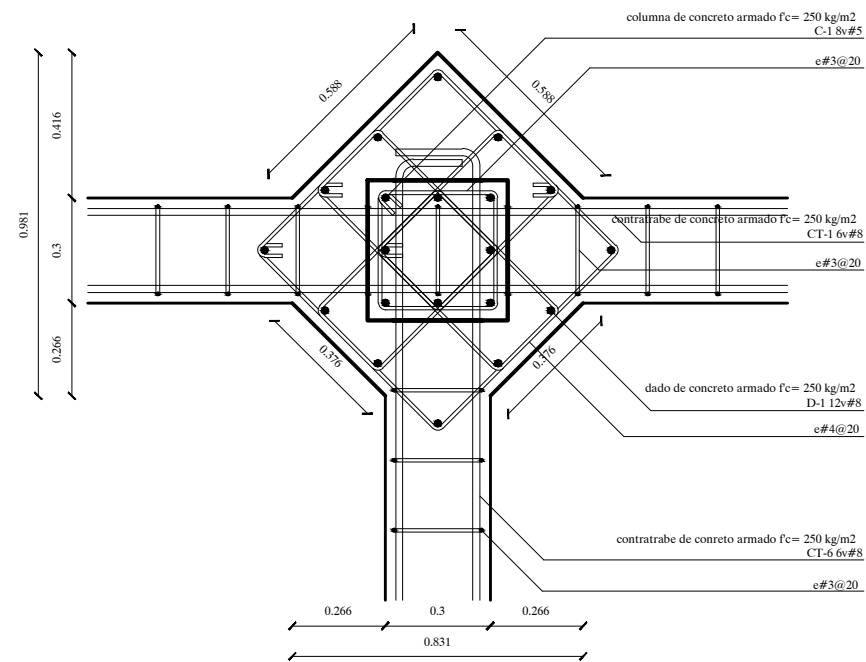 columna de concreto armado f'c= 250 kg/m2
C-1 8v#5
e#3@20
0.588
0.588
0.416
0.981
0.3
0.266
contratrabe de concreto armado f'c= 250 kg/m2
CT-1 6v#8
e#3@20
0.376
0.376
dado de concreto armado f'c= 250 kg/m2
D-1 12v#8
e#4@20
contratrabe de conreto armado f'c= 250 kg/m2
CT-6 6v#8
e#3@20
0.266
0.3
0.266
0.831